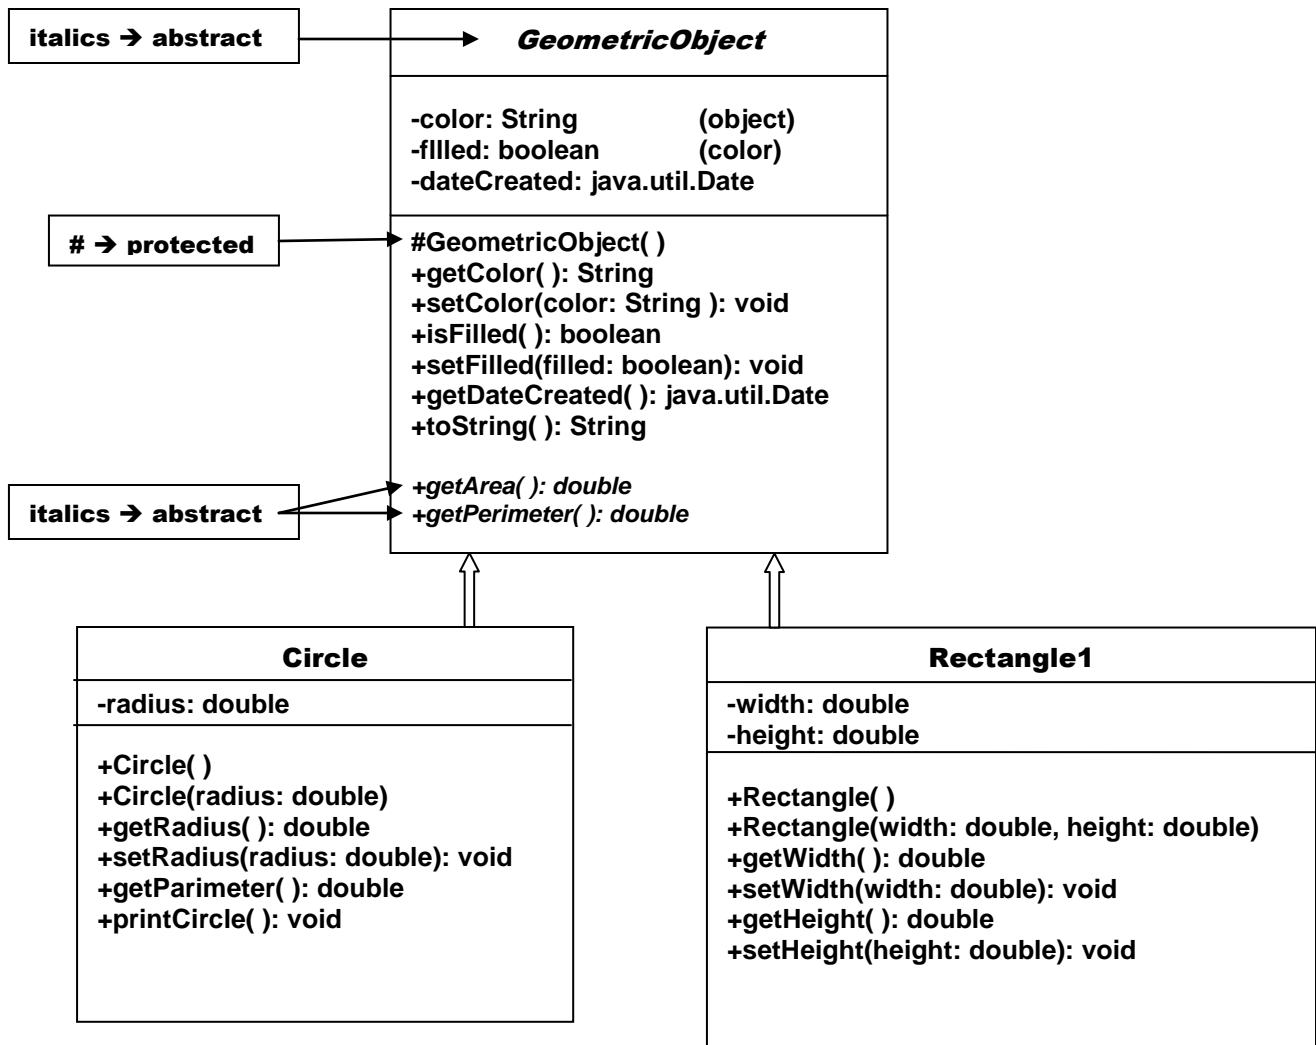 italics → abstract
GeometricObject
-color: String (object)
-fIlled: boolean (color)
-dateCreated: java.util.Date
# → protected
#GeometricObject( )
+getColor( ): String
+setColor(color: String ): void
+isFilled( ): boolean
+setFilled(filled: boolean): void
+getDateCreated( ): java.util.Date
+toString( ): String
italics → abstract
+getArea( ): double
+getPerimeter( ): double
Circle
-radius: double
+Circle( )
+Circle(radius: double)
+getRadius( ): double
+setRadius(radius: double): void
+getParimeter( ): double
+printCircle( ): void
Rectangle1
-width: double
-height: double
+Rectangle( )
+Rectangle(width: double, height: double)
+getWidth( ): double
+setWidth(width: double): void
+getHeight( ): double
+setHeight(height: double): void